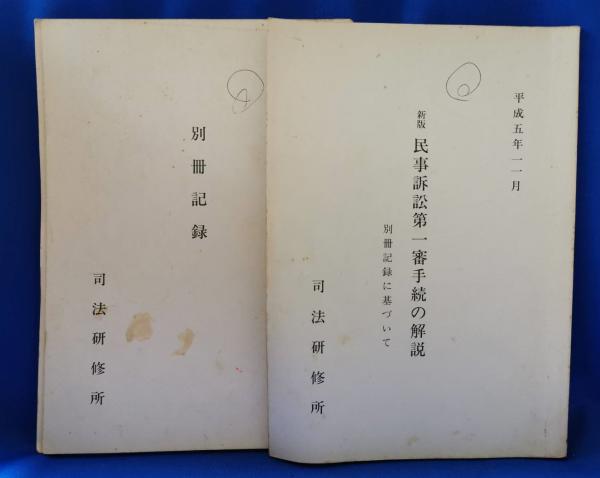 平成五年一一月
新版 民事訴訟第一審手続の解説
別冊記録に基づいて
司法研修所
別冊記録
司法研修所